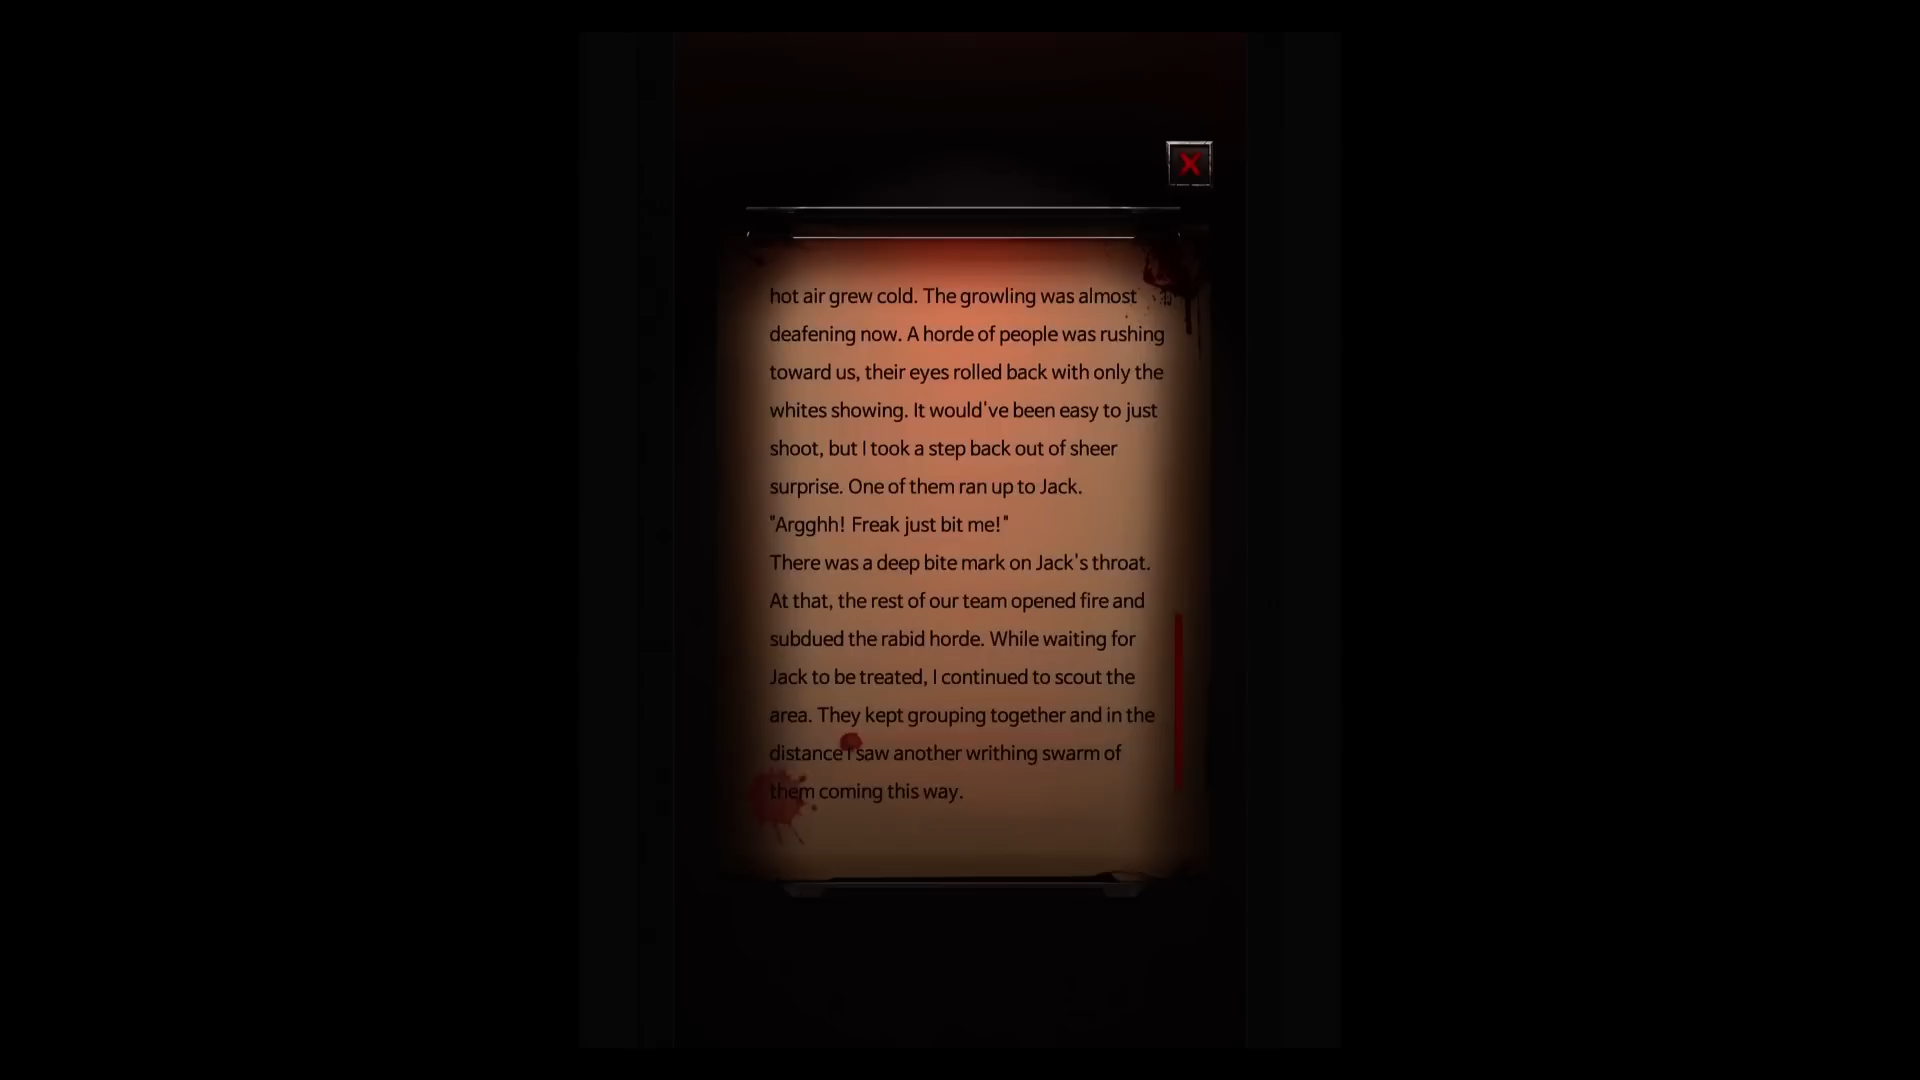 hot air grew cold. The growling was almost
deafening now. A horde of people was rushing
toward us, their eyes rolled back with only the
whites showing. It would've been easy to just
shoot, but I took a step back out of sheer
surprise. One of them ran up to Jack.
"Argghh! Freak just bit me!"
There was a deep bite mark on Jack's throat.
At that, the rest of our team opened fire and
subdued the rabid horde. While waiting for
Jack to be treated, I continued to scout the
area. They kept grouping together and in the
distance I saw another writhing swarm of
them coming this way.